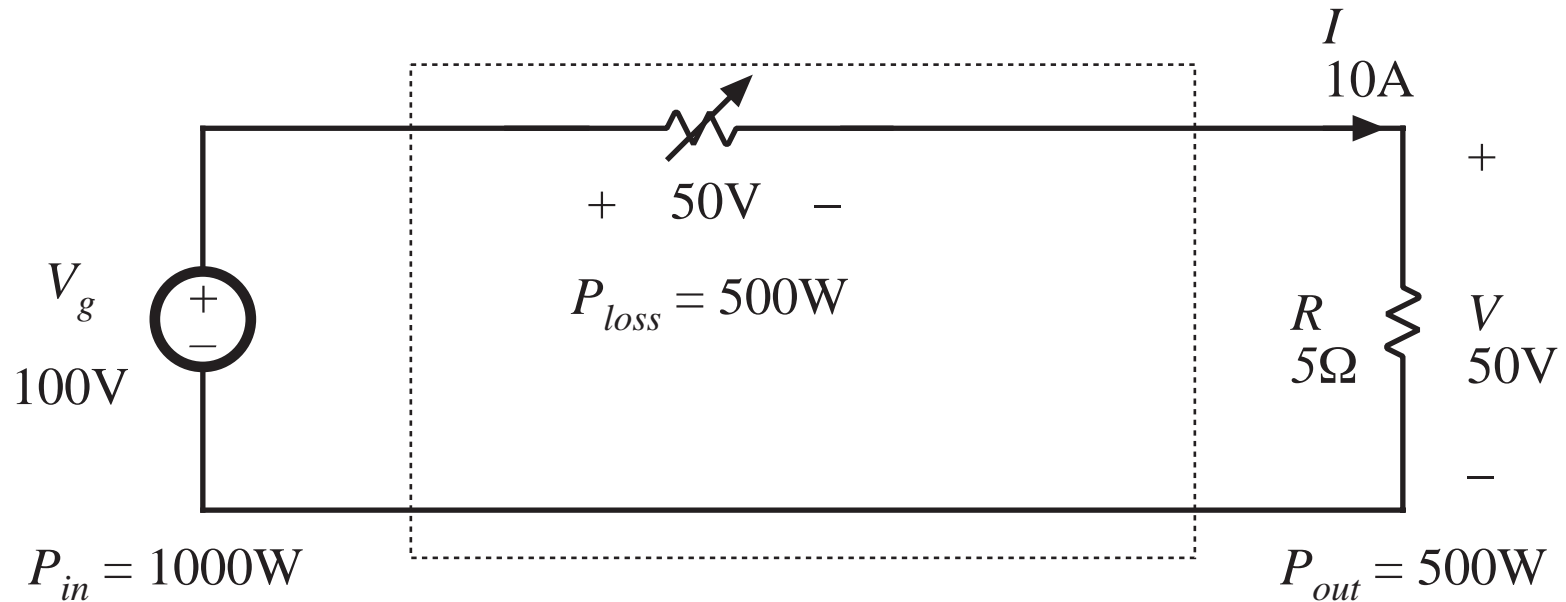 I
10A
+
+ 50V −
V_g
+
−
100V
P_loss = 500W
R
5Ω
V
50V
−
P_in = 1000W
P_out = 500W